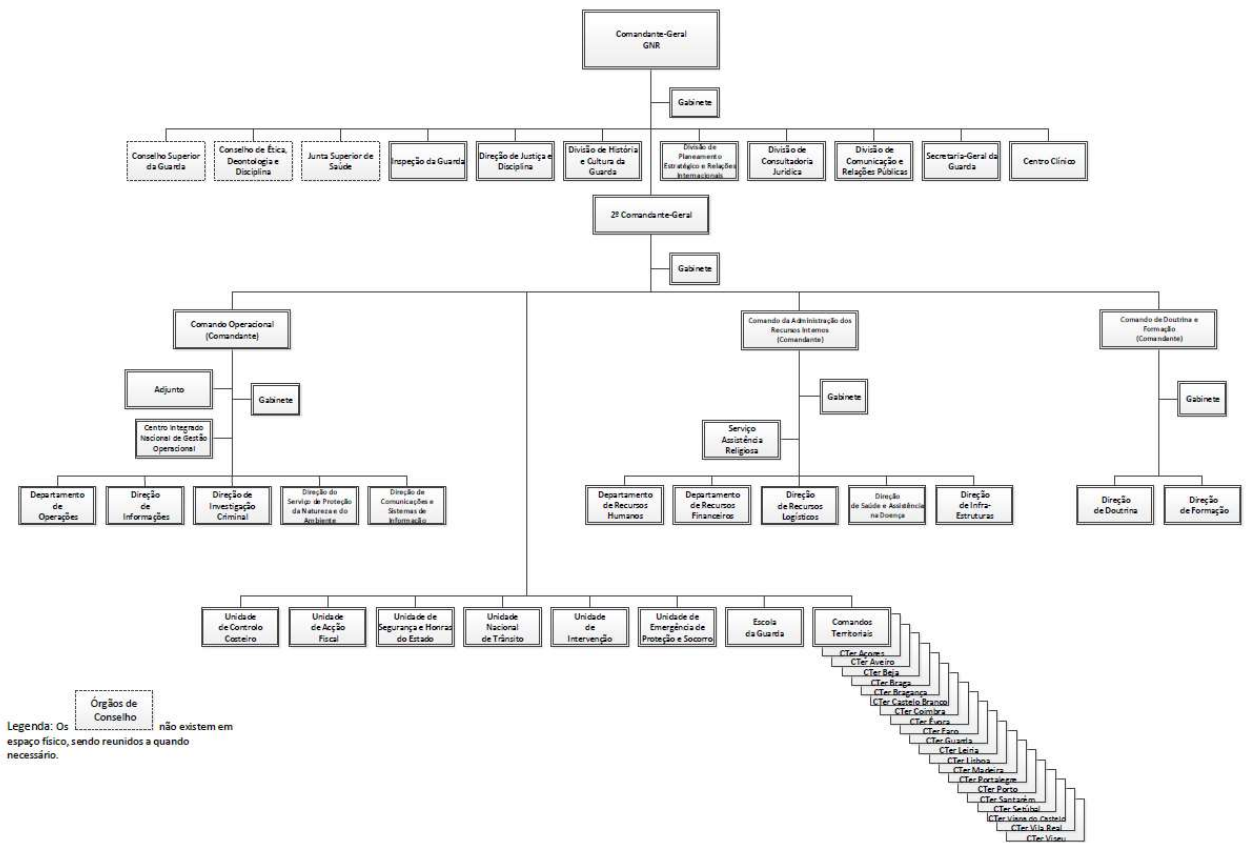 Comandante-Geral
GNR
Gabinete
Conselho Superior
da Guarda
Conselho de Ética,
Deontologia e
Disciplina
Junta Superior de
Saúde
Inspeção da Guarda
Direção de Justiça e
Disciplina
Divisão de História
e Cultura da
Guarda
Divisão de
Planeamento
Estratégico e Relações
Internacionais
Divisão de
Consultadoria
Jurídica
Divisão de
Comunicação e
Relações Públicas
Secretaria-Geral da
Guarda
Centro Clínico
2º Comandante-Geral
Gabinete
Comando Operacional
(Comandante)
Comando da Administração dos
Recursos Internos
(Comandante)
Comando de Doutrina e
Formação
(Comandante)
Adjunto
Gabinete
Centro Integrado
Nacional de Gestão
Operacional
Gabinete
Serviço
Assistência
Religiosa
Gabinete
Departamento
de
Operações
Direção
de
Informações
Direção de
Investigação
Criminal
Direção do
Serviço de Proteção
da Natureza e do
Ambiente
Direção de
Comunicações e
Sistemas de
Informação
Departamento
de Recursos
Humanos
Departamento
de Recursos
Financeiros
Direção
de Recursos
Logísticos
Direção
de Saúde e Assistência
na Doença
Direção
de Infra-
Estruturas
Direção
de Doutrina
Direção
de Formação
Unidade
de Controlo
Costeiro
Unidade
de Acção
Fiscal
Unidade de
Segurança e Honras
do Estado
Unidade
Nacional
de Trânsito
Unidade
de
Intervenção
Unidade de
Emergência de
Proteção e Socorro
Escola
da Guarda
Comandos
Territoriais
CTer Açores
CTer Aveiro
CTer Beja
CTer Braga
CTer Bragança
CTer Castelo Branco
CTer Coimbra
CTer Évora
CTer Faro
CTer Guarda
CTer Leiria
CTer Lisboa
CTer Madeira
CTer Portalegre
CTer Porto
CTer Santarém
CTer Setúbal
CTer Viana do Castelo
CTer Vila Real
CTer Viseu
Órgãos de
Conselho
Legenda: Os não existem em
espaço físico, sendo reunidos a quando
necessário.